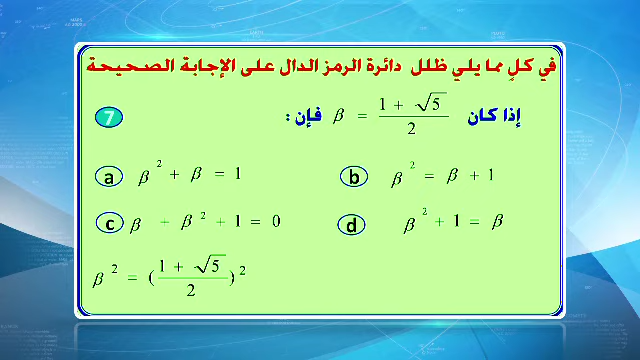 في كلٍ مما يلي ظلل دائرة الرمز الدال على الإجابة الصحيحة
7 إذا كان β = (1 + √5)/2 فإن :
a β² + β = 1
b β² = β + 1
c β + β² + 1 = 0
d β² + 1 = β
β² = ((1 + √5)/2)²